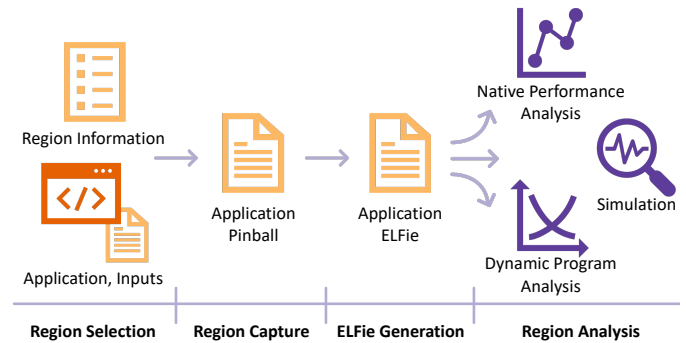 Region Information
</>
Application, Inputs
Application
Pinball
Application
ELFie
Native Performance
Analysis
Simulation
Dynamic Program
Analysis
Region Selection
Region Capture
ELFie Generation
Region Analysis